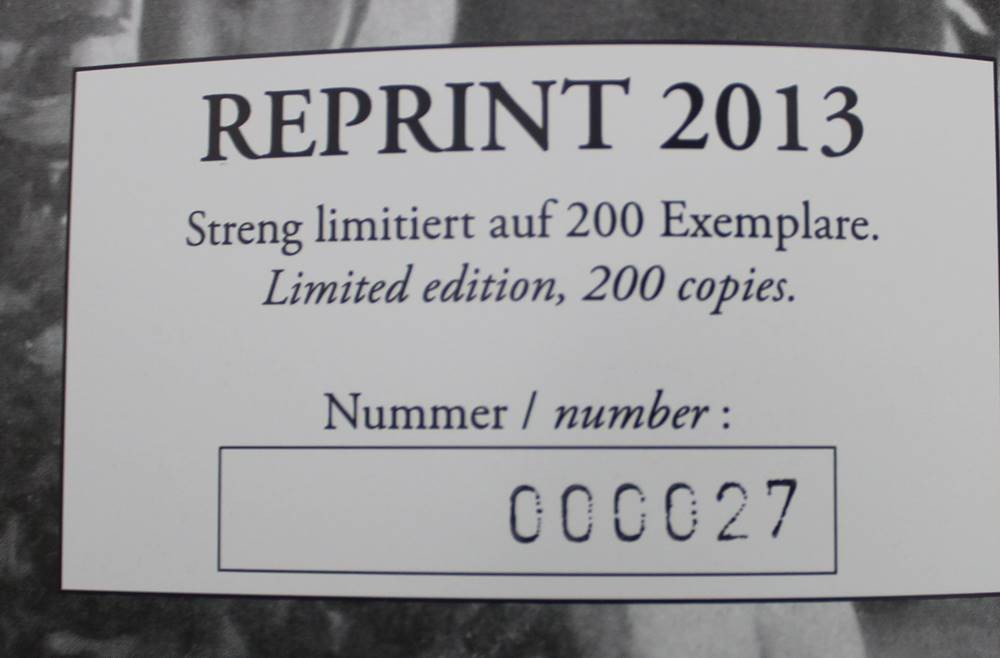 REPRINT 2013
Streng limitiert auf 200 Exemplare.
Limited edition, 200 copies.
Nummer / number :
000027